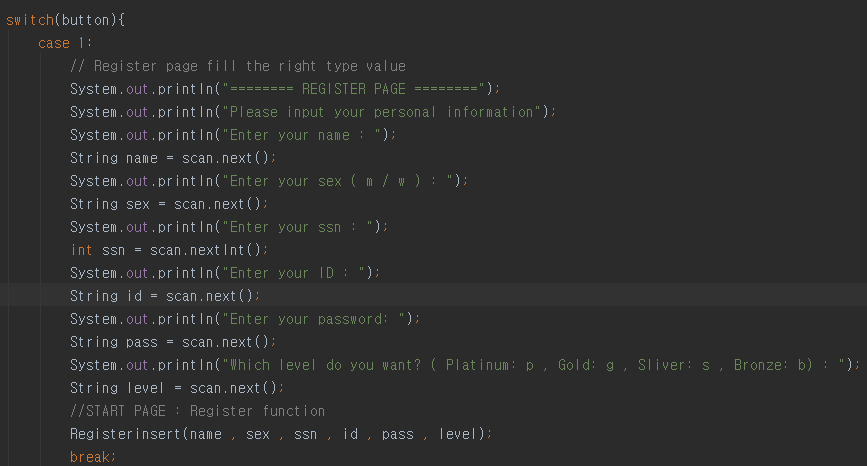 switch(button){
case 1:
// Register page fill the right type value
System.out.println("======== REGISTER PAGE ========");
System.out.println("Please input your personal information");
System.out.println("Enter your name : ");
String name = scan.next();
System.out.println("Enter your sex ( m / w ) : ");
String sex = scan.next();
System.out.println("Enter your ssn : ");
int ssn = scan.nextInt();
System.out.println("Enter your ID : ");
String id = scan.next();
System.out.println("Enter your password: ");
String pass = scan.next();
System.out.println("Which level do you want? ( Platinum: p , Gold: g , Sliver: s , Bronze: b) : ");
String level = scan.next();
//START PAGE : Register function
Registerinsert(name , sex , ssn , id , pass , level);
break;